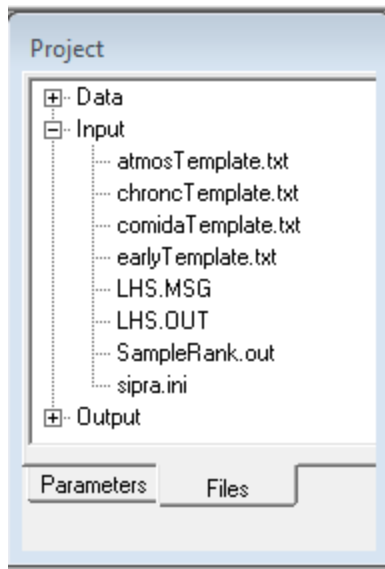 Project
Data
Input
atmosTemplate.txt
chroncTemplate.txt
comidaTemplate.txt
earlyTemplate.txt
LHS.MSG
LHS.OUT
SampleRank.out
sipra.ini
Output
Parameters Files